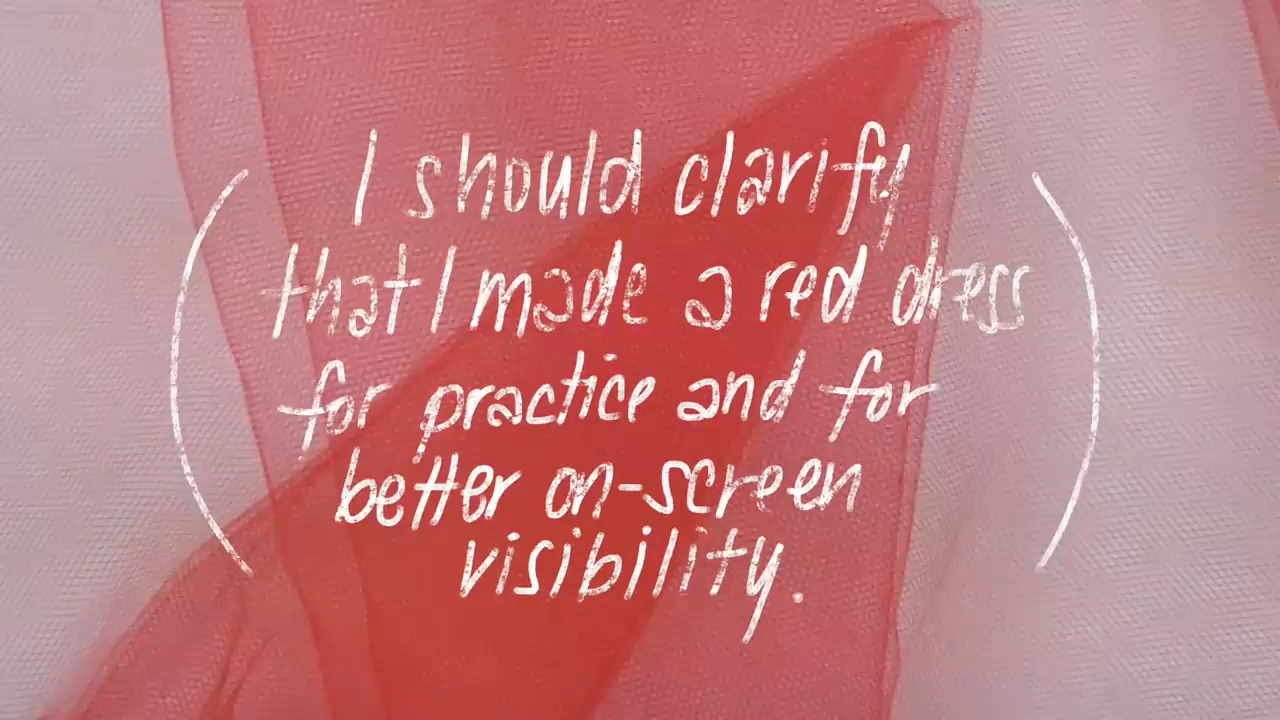 (I should clarify
that I made a red dress
for practice and for
better on-screen
visibility.)